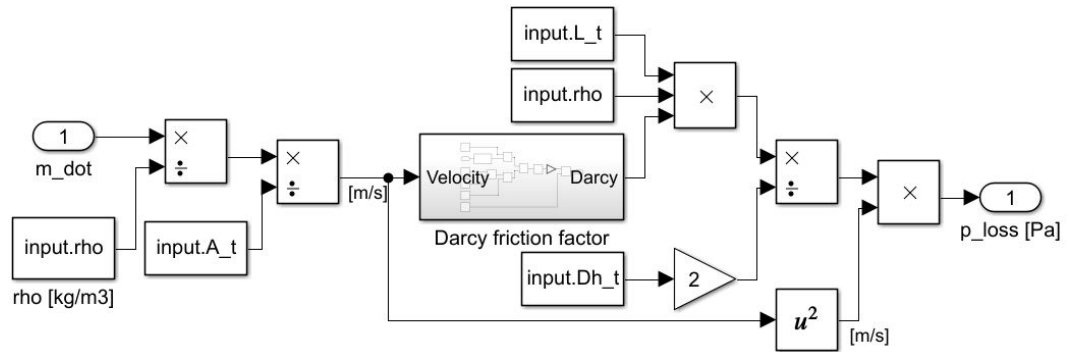 input.L_t
input.rho
×
1
m_dot
×
÷
×
÷
[m/s]
Velocity
Darcy
Darcy friction factor
×
÷
×
1
p_loss [Pa]
input.rho
rho [kg/m3]
input.A_t
input.Dh_t
2
u²
[m/s]